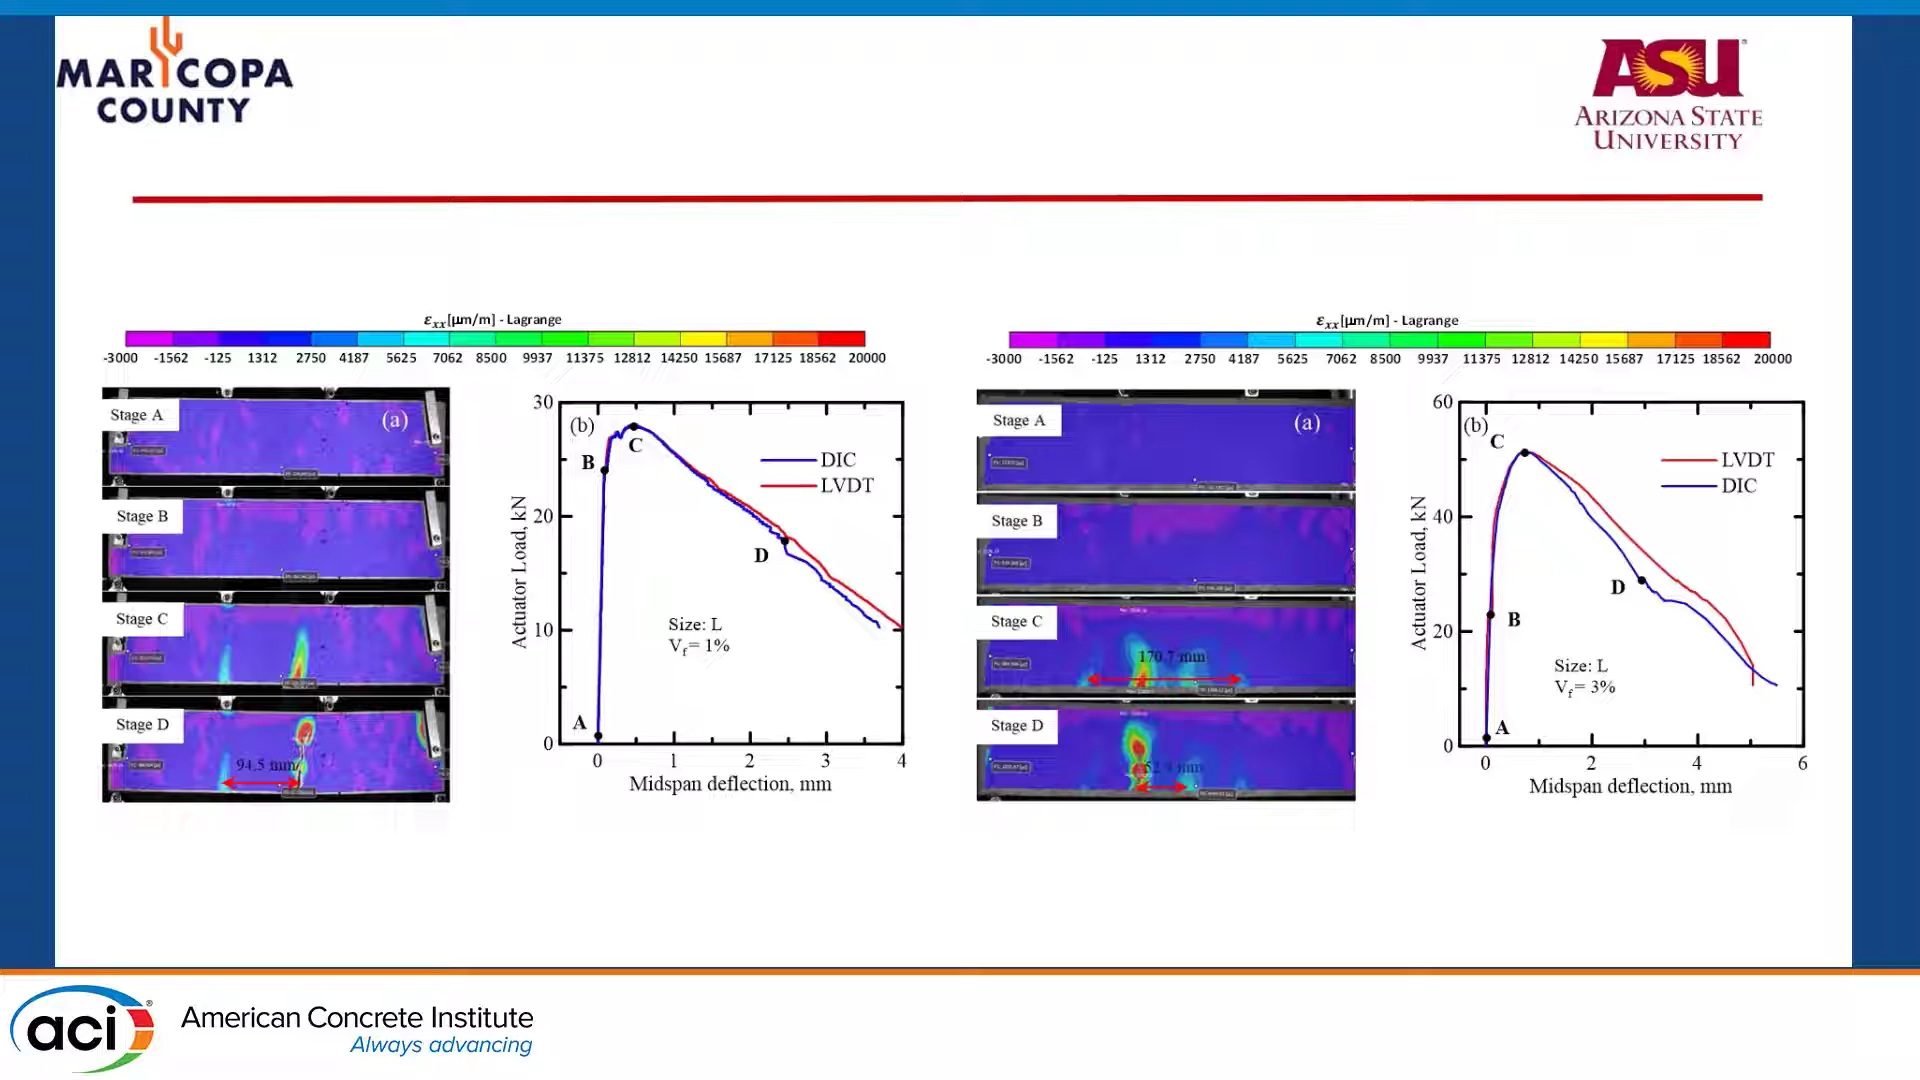 MARICOPA
COUNTY
ASU
ARIZONA STATE
UNIVERSITY
εxx[µm/m] - Lagrange
-3000 -1562 -125 1312 2750 4187 5625 7062 8500 9937 11375 12812 14250 15687 17125 18562 20000
Stage A
(a)
Stage B
Stage C
Stage D
94.5 mm
(b)
30
20
10
0
Actuator Load, kN
A
B
C
D
DIC
LVDT
Size: L
Vf = 1%
0 1 2 3 4
Midspan deflection, mm
εxx[µm/m] - Lagrange
-3000 -1562 -125 1312 2750 4187 5625 7062 8500 9937 11375 12812 14250 15687 17125 18562 20000
Stage A
(a)
Stage B
Stage C
170.7 mm
Stage D
(b)
60
40
20
0
Actuator Load, kN
A
B
C
D
LVDT
DIC
Size: L
Vf = 3%
0 2 4 6
Midspan deflection, mm
aci®
American Concrete Institute
Always advancing